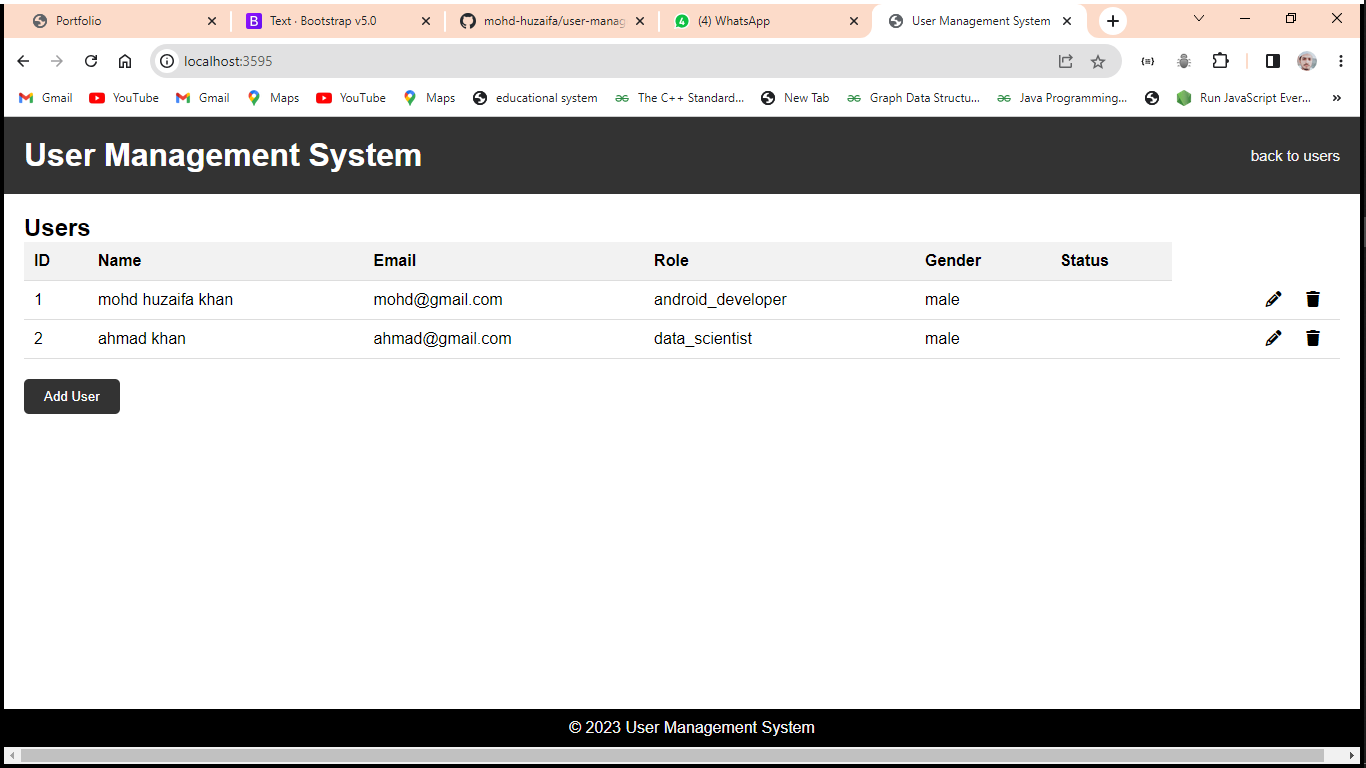 Portfolio
Text · Bootstrap v5.0
mohd-huzaifa/user-manag
(4) WhatsApp
User Management System
localhost:3595
Gmail
YouTube
Gmail
Maps
YouTube
Maps
educational system
The C++ Standard...
New Tab
Graph Data Structu...
Java Programming...
Run JavaScript Ever...
»
User Management System
back to users
Users
ID Name Email Role Gender Status
1 mohd huzaifa khan mohd@gmail.com android_developer male
2 ahmad khan ahmad@gmail.com data_scientist male
Add User
© 2023 User Management System